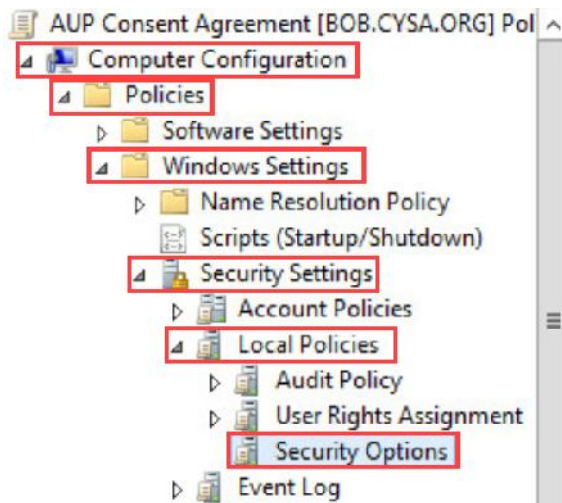 AUP Consent Agreement [BOB.CYSA.ORG] Pol
Computer Configuration
Policies
Software Settings
Windows Settings
Name Resolution Policy
Scripts (Startup/Shutdown)
Security Settings
Account Policies
Local Policies
Audit Policy
User Rights Assignment
Security Options
Event Log